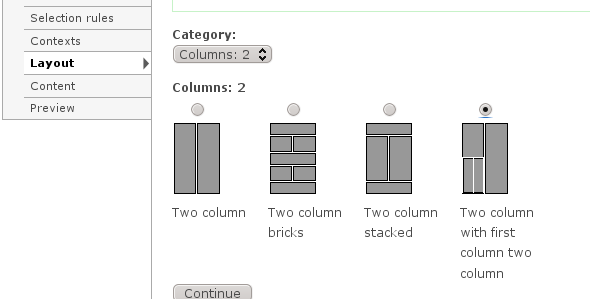 Selection rules
Contexts
Layout
Content
Preview
Category:
Columns: 2
Columns: 2
Two column
Two column
bricks
Two column
stacked
Two column
with first
column two
column
Continue